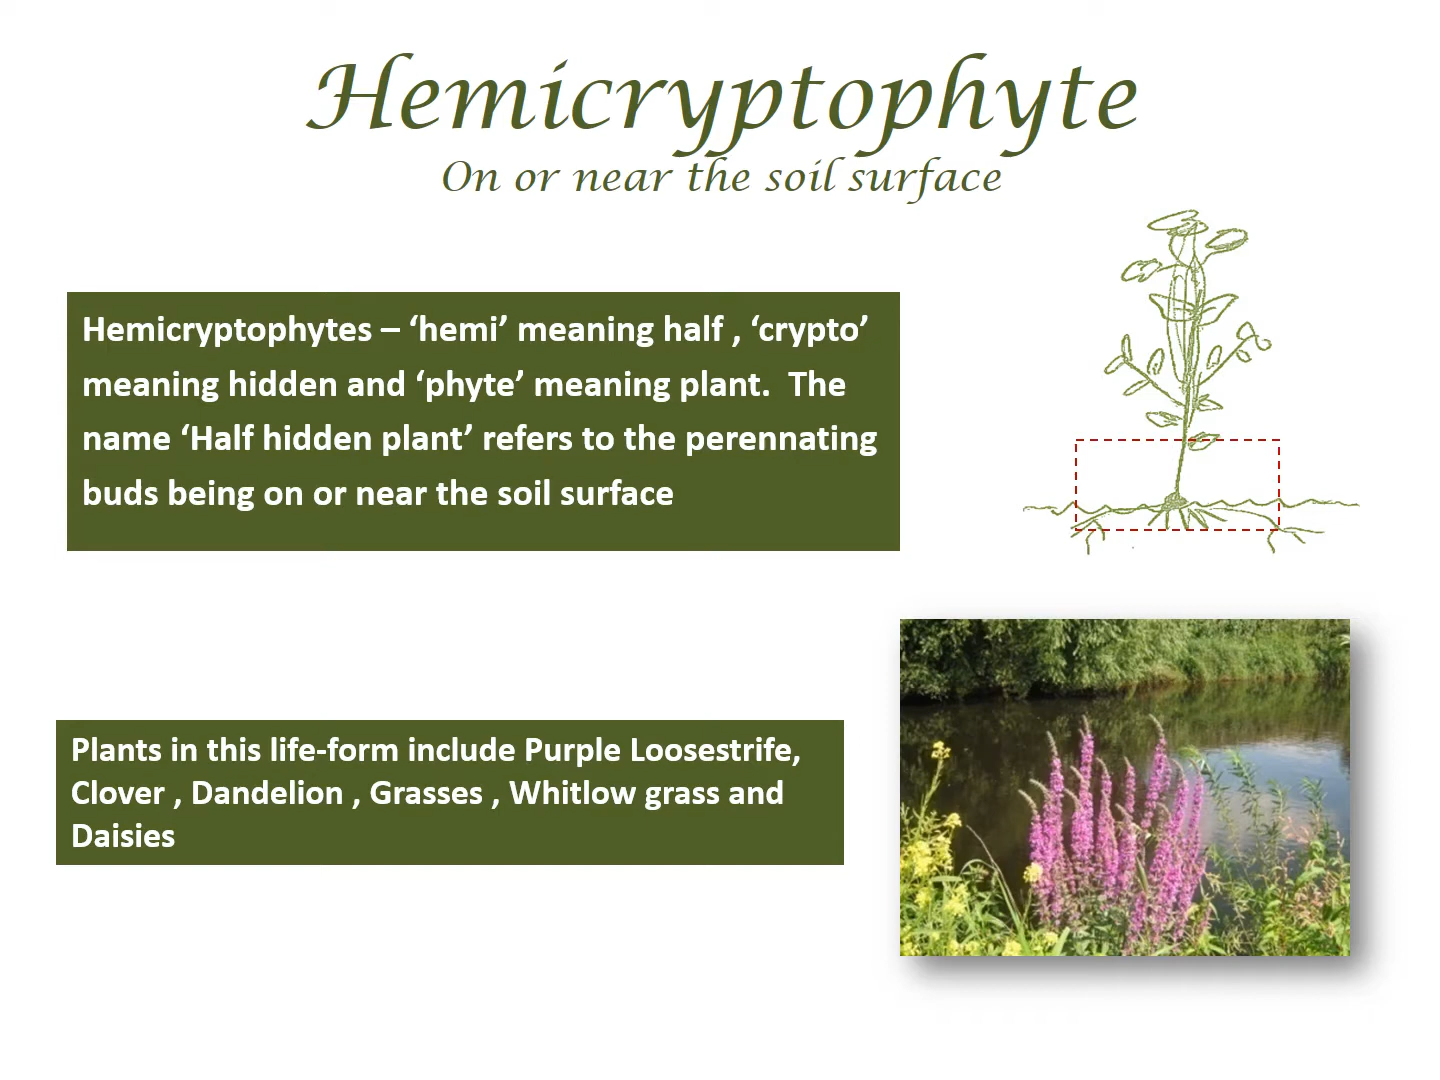 Hemicryptophyte
On or near the soil surface
Hemicryptophytes – ‘hemi’ meaning half , ‘crypto’
meaning hidden and ‘phyte’ meaning plant.  The
name ‘Half hidden plant’ refers to the perennating
buds being on or near the soil surface
Plants in this life-form include Purple Loosestrife,
Clover , Dandelion , Grasses , Whitlow grass and
Daisies